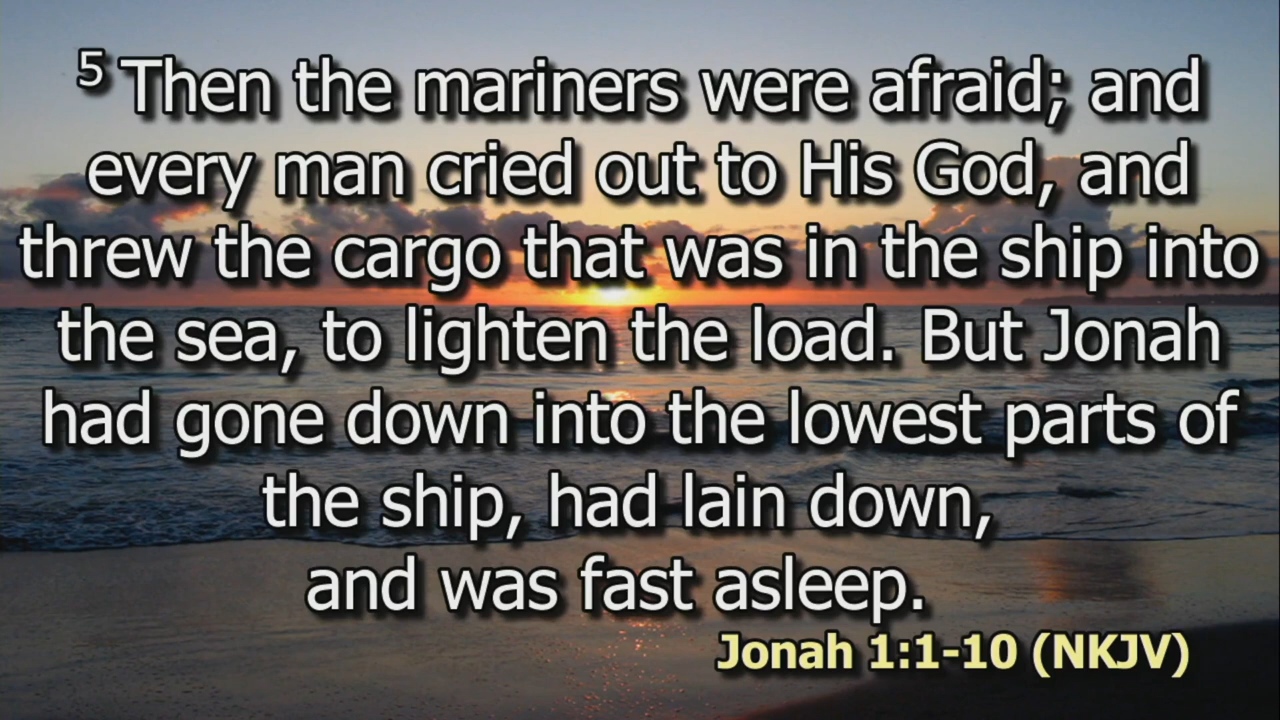 5 Then the mariners were afraid; and
every man cried out to His God, and
threw the cargo that was in the ship into
the sea, to lighten the load. But Jonah
had gone down into the lowest parts of
the ship, had lain down,
and was fast asleep.
Jonah 1:1-10 (NKJV)